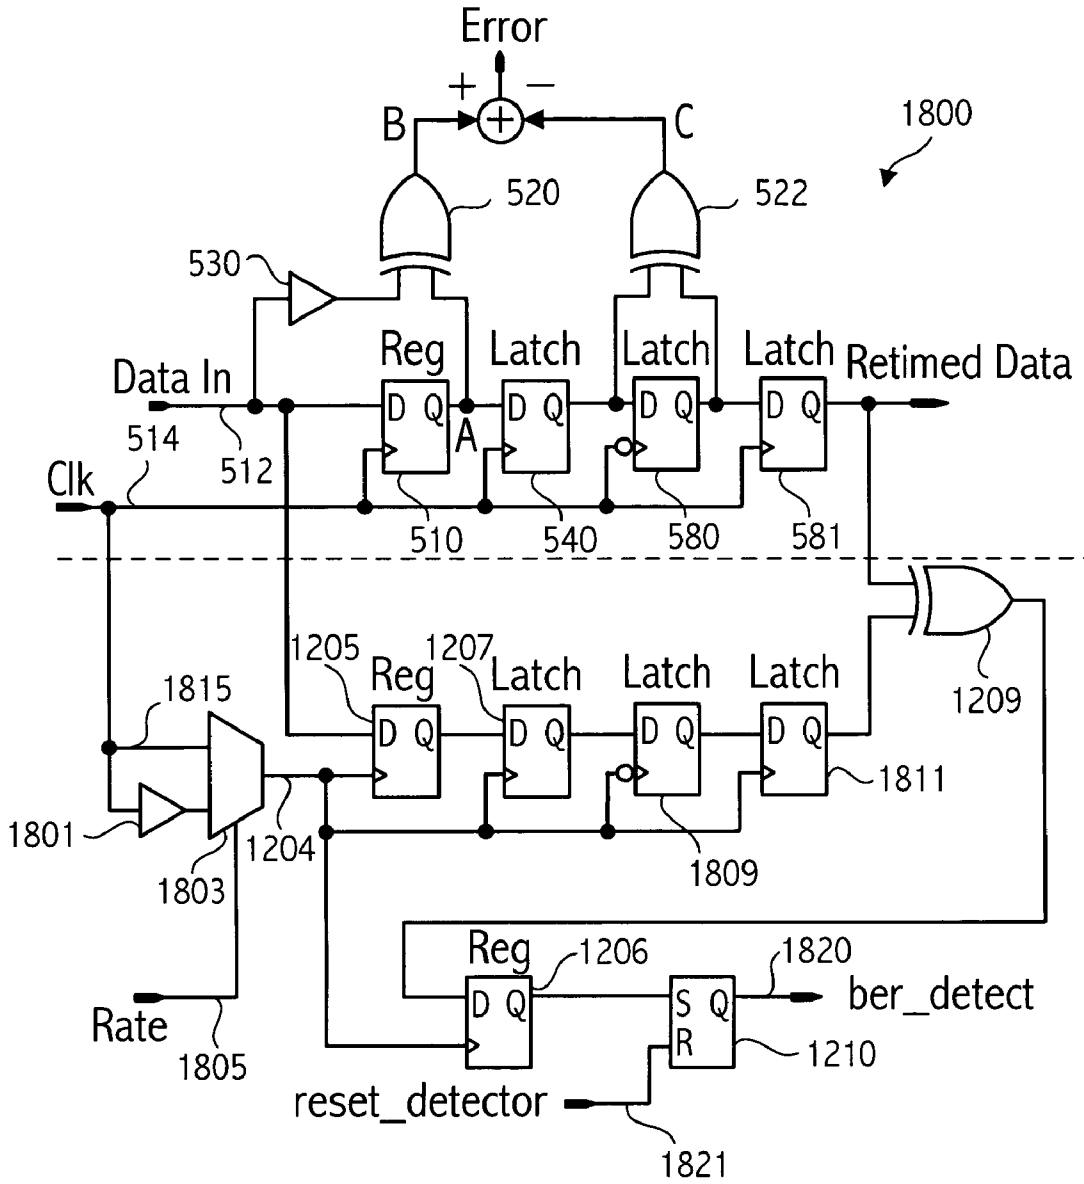 Error
+ −
B
C
1800
520
522
530
+
Reg
Latch
Latch
Latch
Retimed Data
Data In
D Q
D Q
D Q
D Q
A
514
512
Clk
510
540
580
581
1205
1207
Reg
Latch
Latch
Latch
1209
1815
D Q
D Q
D Q
D Q
1811
1801
1803
1204
1809
Reg
1206
1820
D Q
S Q
R
ber_detect
Rate
1805
1210
reset_detector
1821